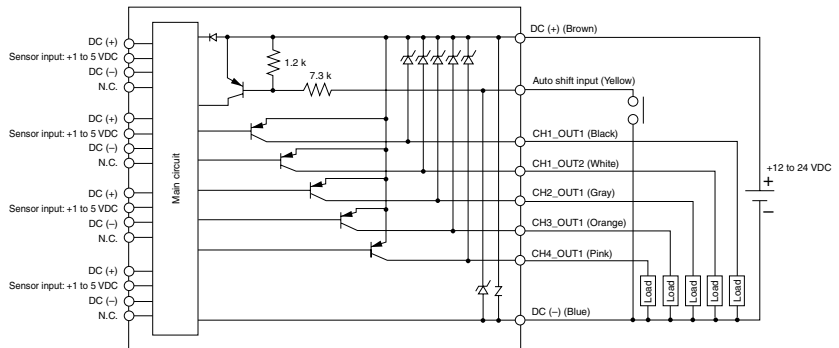 DC (+)
Sensor input: +1 to 5 VDC
DC (−)
N.C.
DC (+)
Sensor input: +1 to 5 VDC
DC (−)
N.C.
DC (+)
Sensor input: +1 to 5 VDC
DC (−)
N.C.
DC (+)
Sensor input: +1 to 5 VDC
DC (−)
N.C.
Main circuit
1.2 k
7.3 k
DC (+) (Brown)
Auto shift input (Yellow)
CH1_OUT1 (Black)
CH1_OUT2 (White)
CH2_OUT1 (Gray)
CH3_OUT1 (Orange)
CH4_OUT1 (Pink)
DC (−) (Blue)
Load
Load
Load
Load
Load
+12 to 24 VDC
+
−